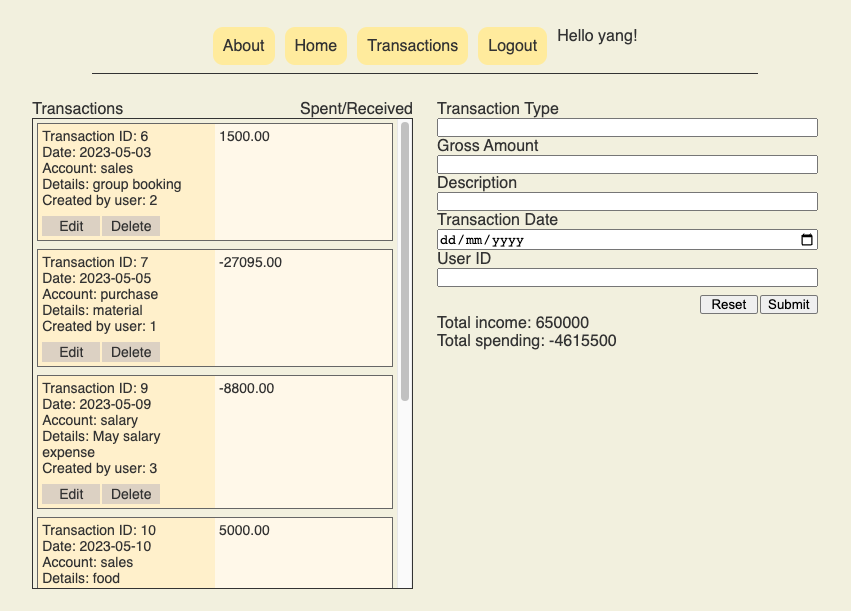 About Home Transactions Logout Hello yang!
Transactions Spent/Received
Transaction ID: 6 1500.00
Date: 2023-05-03
Account: sales
Details: group booking
Created by user: 2
Edit Delete
Transaction ID: 7 -27095.00
Date: 2023-05-05
Account: purchase
Details: material
Created by user: 1
Edit Delete
Transaction ID: 9 -8800.00
Date: 2023-05-09
Account: salary
Details: May salary
expense
Created by user: 3
Edit Delete
Transaction ID: 10 5000.00
Date: 2023-05-10
Account: sales
Details: food
Transaction Type
Gross Amount
Description
Transaction Date
dd/mm/yyyy
User ID
Reset Submit
Total income: 650000
Total spending: -4615500